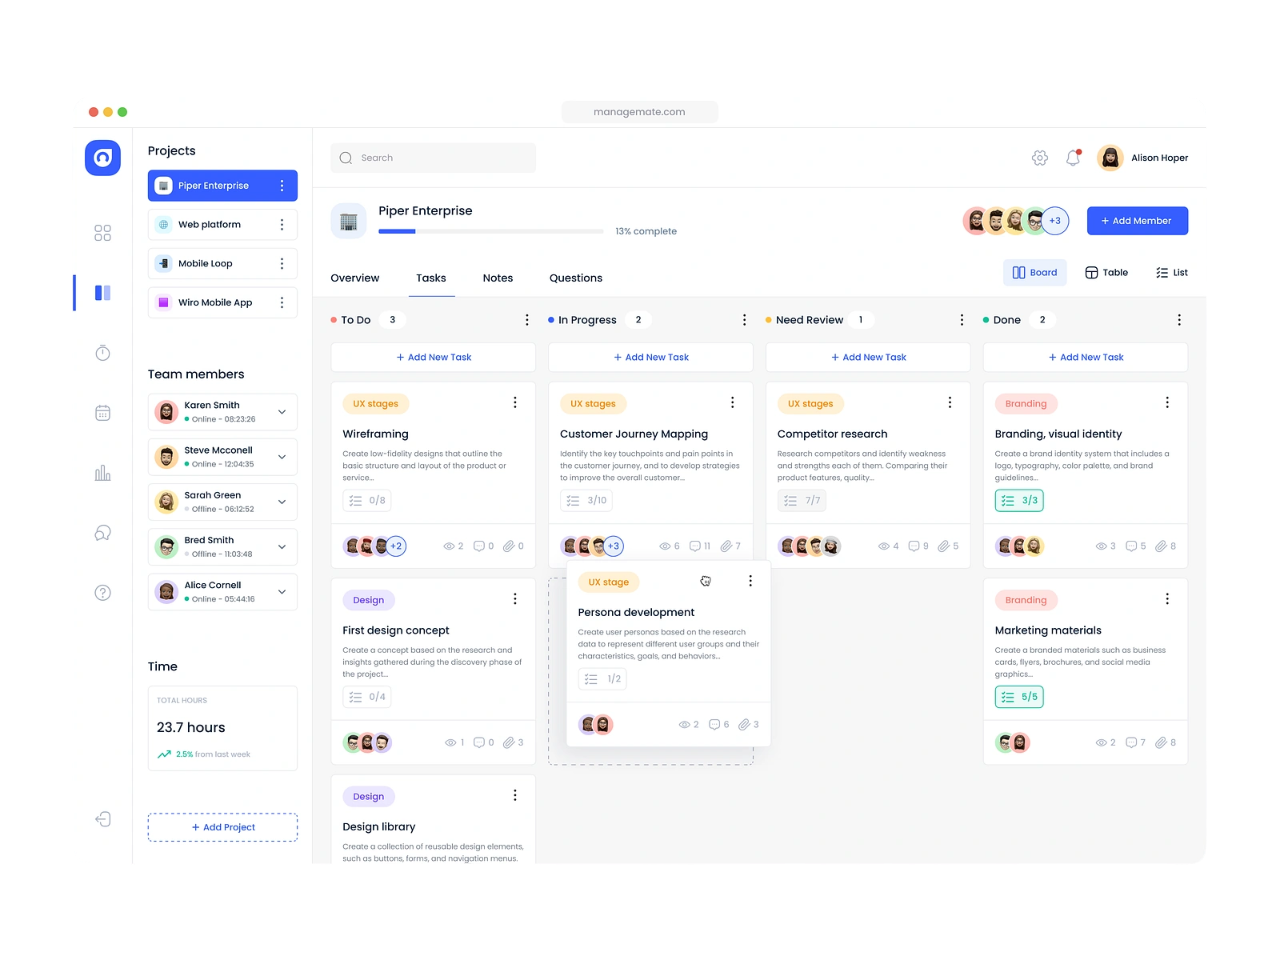 managemate.com
Projects
Piper Enterprise
Web platform
Mobile Loop
Wiro Mobile App
Team members
Karen Smith
Online - 08:23:26
Steve Mcconell
Online - 12:04:35
Sarah Green
Offline - 06:12:52
Bred Smith
Offline - 11:03:48
Alice Cornell
Online - 05:44:16
Time
TOTAL HOURS
23.7 hours
2.5% from last week
+ Add Project
Search
Alison Hoper
Piper Enterprise
13% complete
+3
+ Add Member
Overview
Tasks
Notes
Questions
Board
Table
List
To Do 3
+ Add New Task
UX stages
Wireframing
Create low-fidelity designs that outline the
basic structure and layout of the product or
service...
0/8
+2
2
0
0
Design
First design concept
Create a concept based on the research and
insights gathered during the discovery phase of
the project...
0/4
1
0
3
Design
Design library
Create a collection of reusable design elements,
such as buttons, forms, and navigation menus.
In Progress 2
+ Add New Task
UX stages
Customer Journey Mapping
Identify the key touchpoints and pain points in
the customer journey, and to develop strategies
to improve the overall customer...
3/10
+3
6
11
7
UX stage
Persona development
Create user personas based on the research
data to represent different user groups and their
characteristics, goals, and behaviors...
1/2
2
6
3
Need Review 1
+ Add New Task
UX stages
Competitor research
Research competitors and identify weakness
and strengths each of them. Comparing their
product features, quality...
7/7
4
9
5
Done 2
+ Add New Task
Branding
Branding, visual identity
Create a brand identity system that includes a
logo, typography, color palette, and brand
guidelines...
3/3
3
5
8
Branding
Marketing materials
Create a branded materials such as business
cards, flyers, brochures, and social media
graphics...
5/5
2
7
8